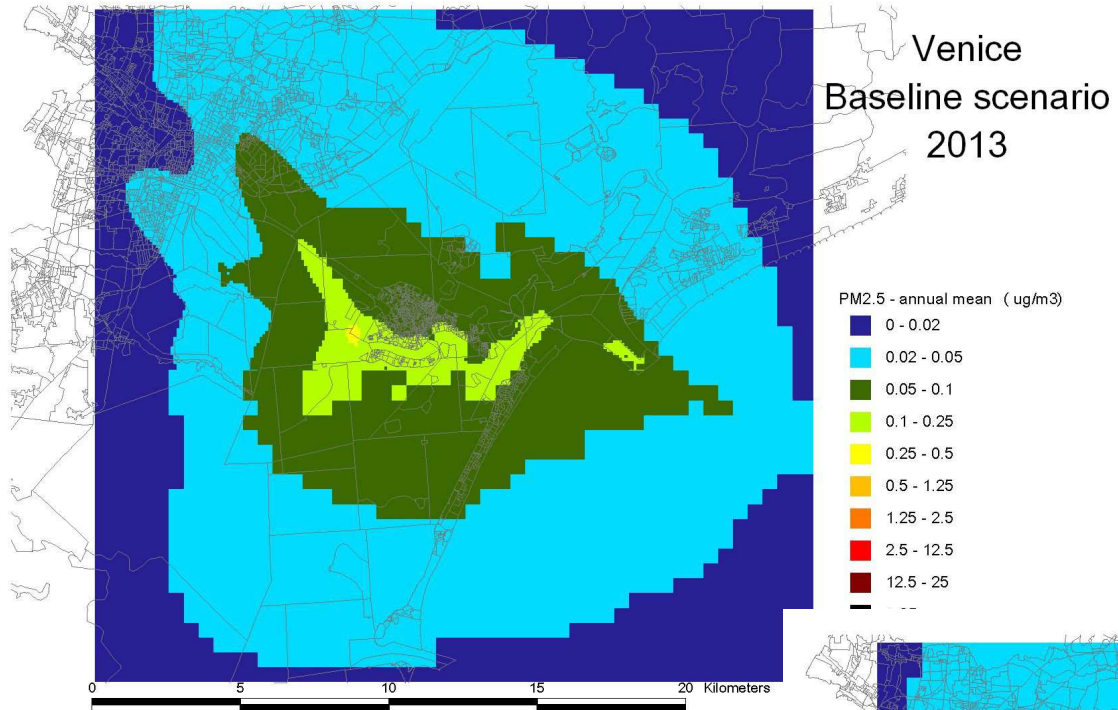 Venice
Baseline scenario
2013
PM2.5 - annual mean ( ug/m3)
0 - 0.02
0.02 - 0.05
0.05 - 0.1
0.1 - 0.25
0.25 - 0.5
0.5 - 1.25
1.25 - 2.5
2.5 - 12.5
12.5 - 25
0 5 10 15 20 Kilometers